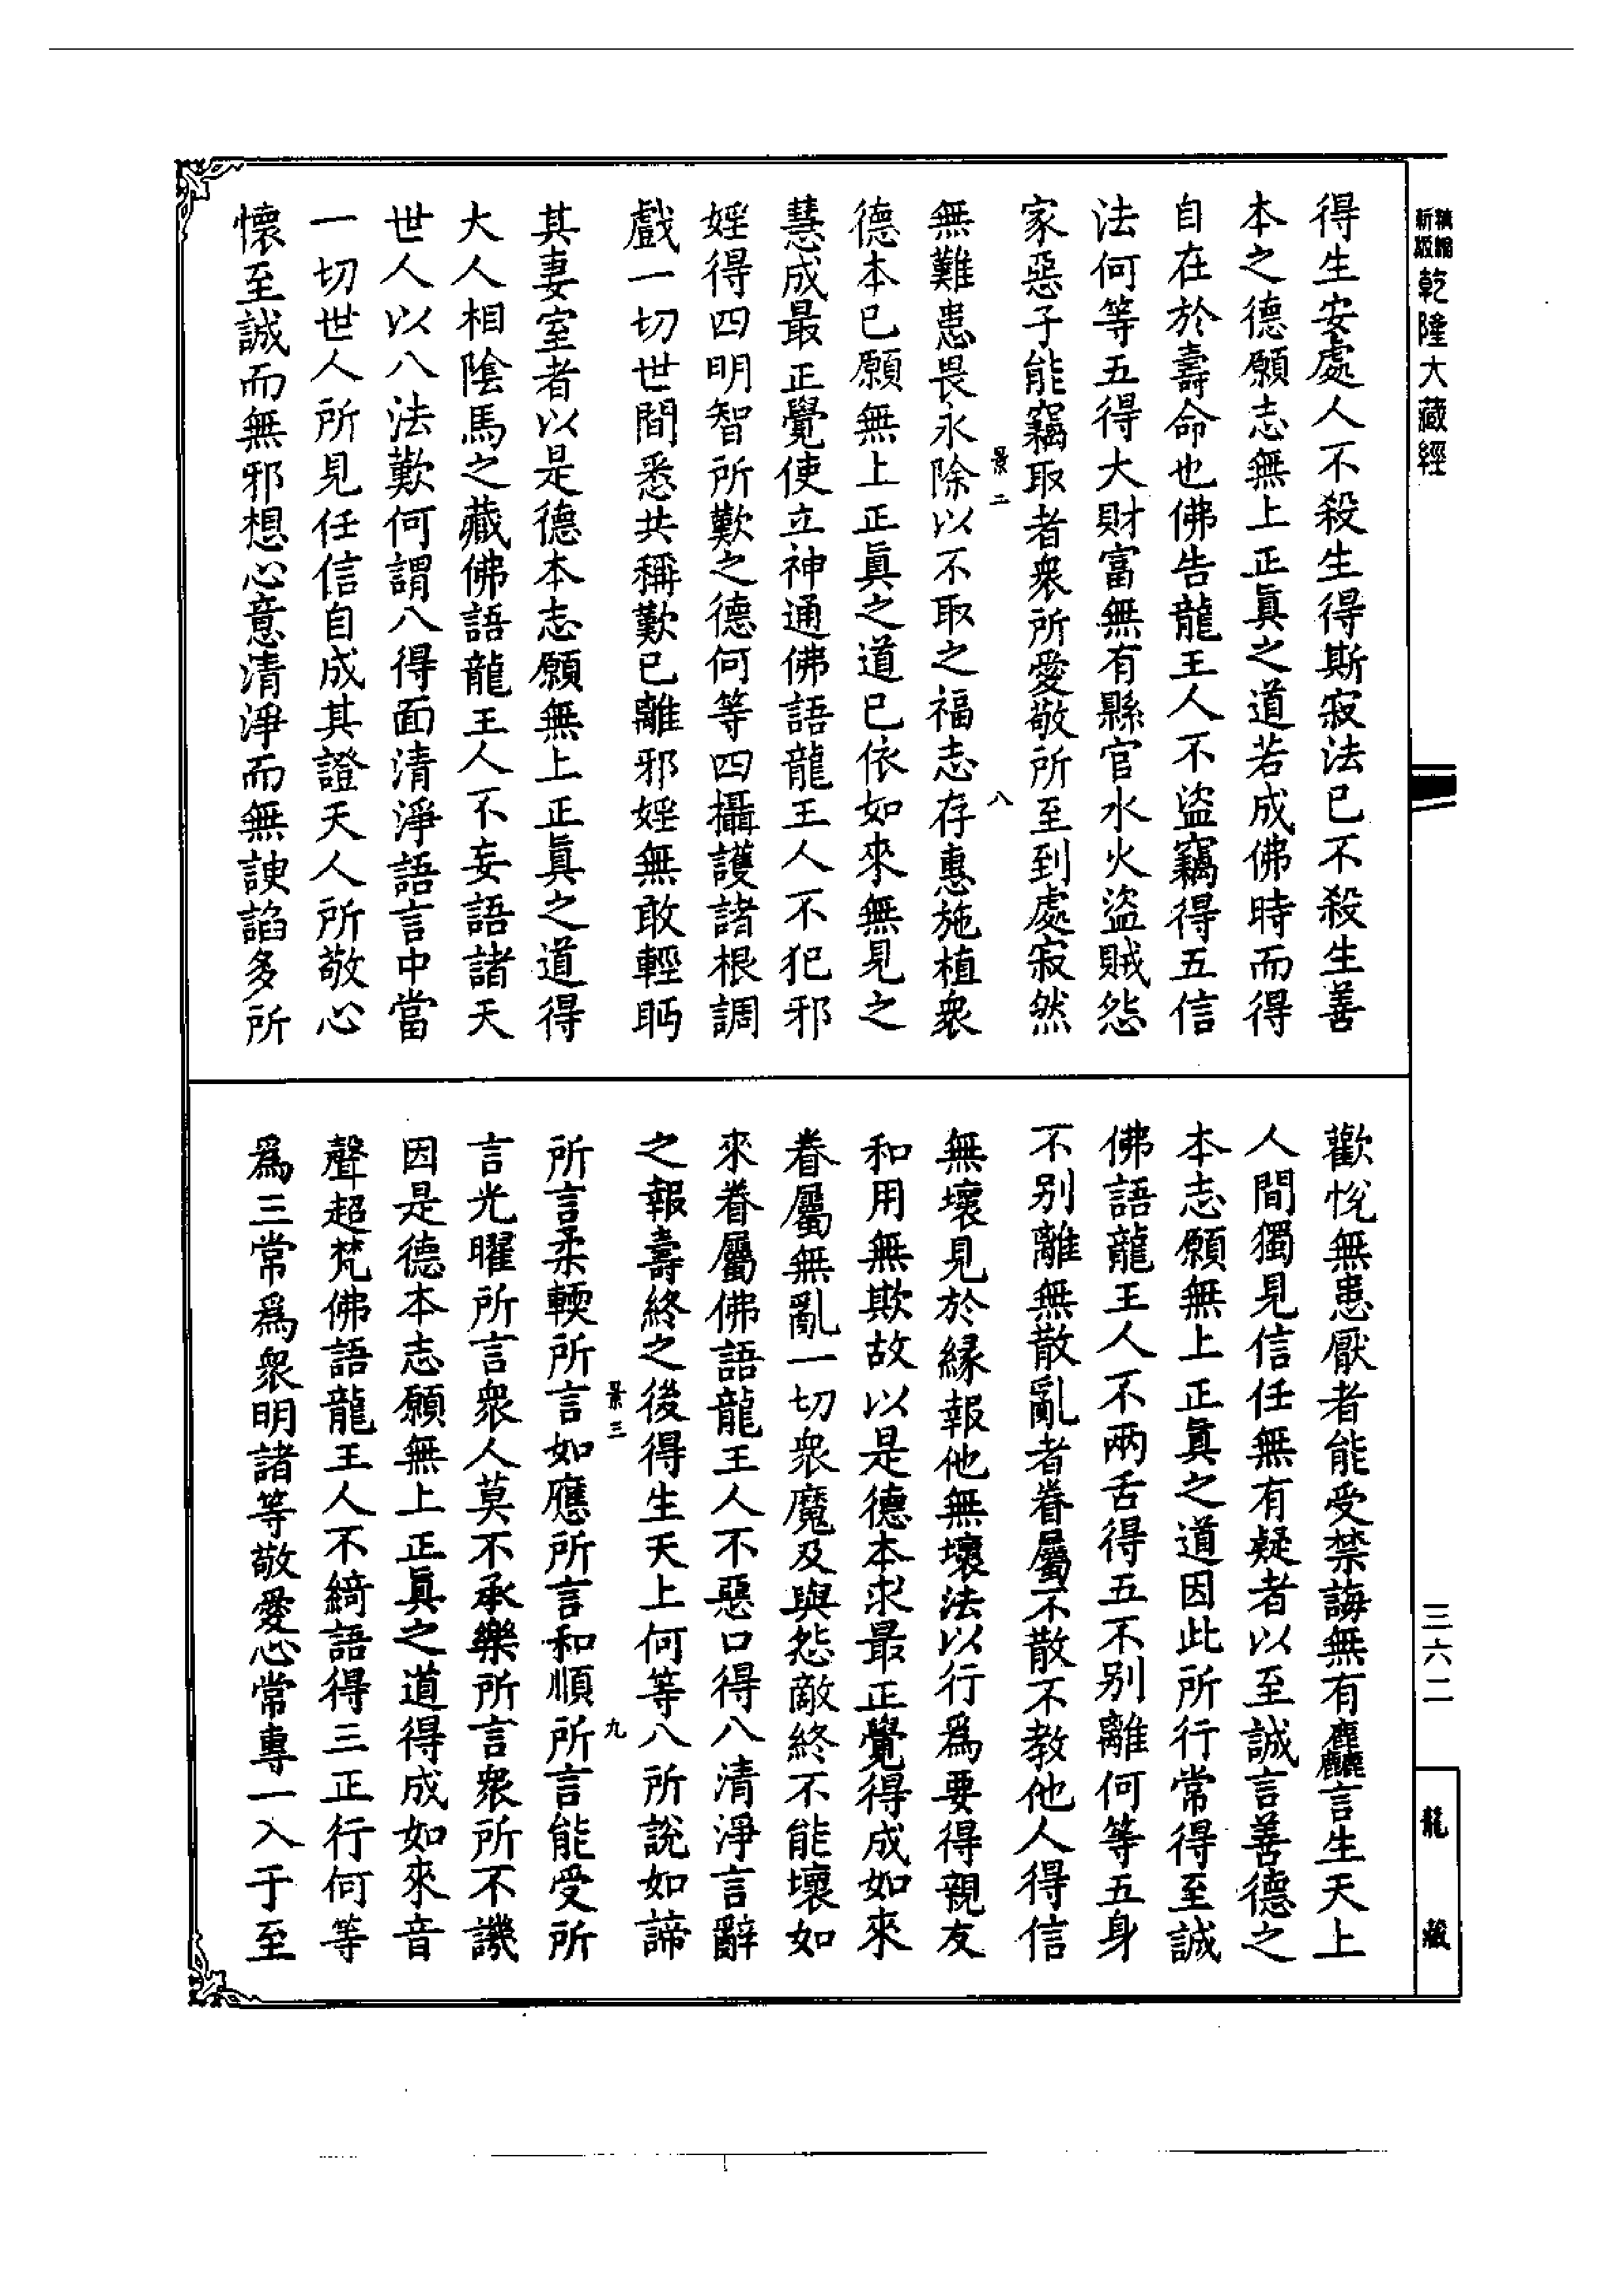 新縮
版編
乾隆大藏經
三六二
龍藏
得生安處人不殺生得斯寂法已不殺生善
本之德願志無上正眞之道若成佛時而得
自在於壽命也佛告龍王人不盜竊得五信
法何等五得大財富無有縣官水火盜賊怨
家惡子能竊取者衆所愛敬所至到處寂然
景二
八
無難恚畏永除以不取之福志存惠施植衆
德本已願無上正眞之道已依如來無見之
慧成最正覺使立神通佛語龍王人不犯邪
婬得四明智所歎之德何等四攝護諸根調
戲一切世間悉共稱歎已離邪婬無敢輕眄
其妻室者以是德本志願無上正眞之道得
大人相陰馬之藏佛語龍王人不妄語諸天
世人以八法歎何謂八得面清淨語言中當
一切世人所見任信自成其證天人所敬心
懷至誠而無邪想心意清淨而無諛諂多所
歡悅無恚厭者能受禁誨無有麤言生天上
人間獨見信任無有疑者以至誠言善德之
本志願無上正眞之道因此所行常得至誠
佛語龍王人不兩舌得五不别離何等五身
不别離無散亂者眷屬不散不教他人得信
無壞見於緣報他無壞法以行爲要得親友
和用無欺故以是德本求最正覺得成如來
眷屬無亂一切衆魔及與怨敵終不能壞如
來眷屬佛語龍王人不惡口得八清淨言辭
之報壽終之後得生天上何等八所說如諦
景三
九
所言柔輭所言如應所言和順所言能受所
言光曜所言衆人莫不承樂所言衆所不譏
因是德本志願無上正眞之道得成如來音
聲超梵佛語龍王人不綺語得三正行何等
爲三常爲衆明諸等敬愛心常專一入于至